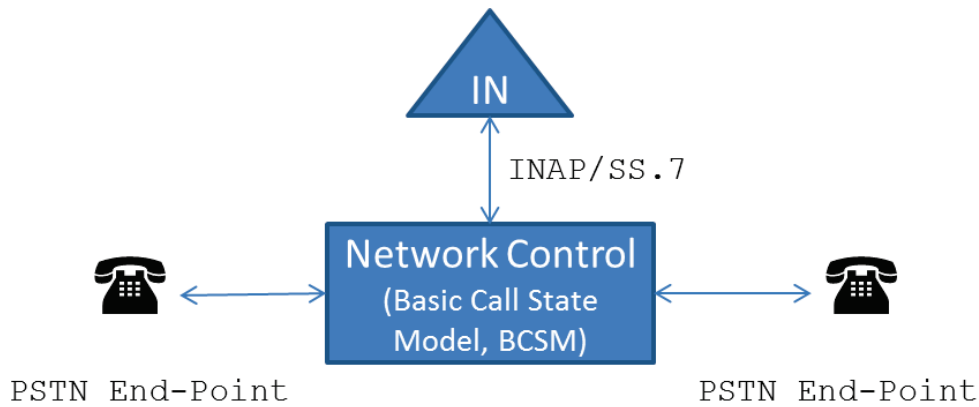 IN
INAP/SS.7
Network Control
(Basic Call State
Model, BCSM)
PSTN End-Point
PSTN End-Point